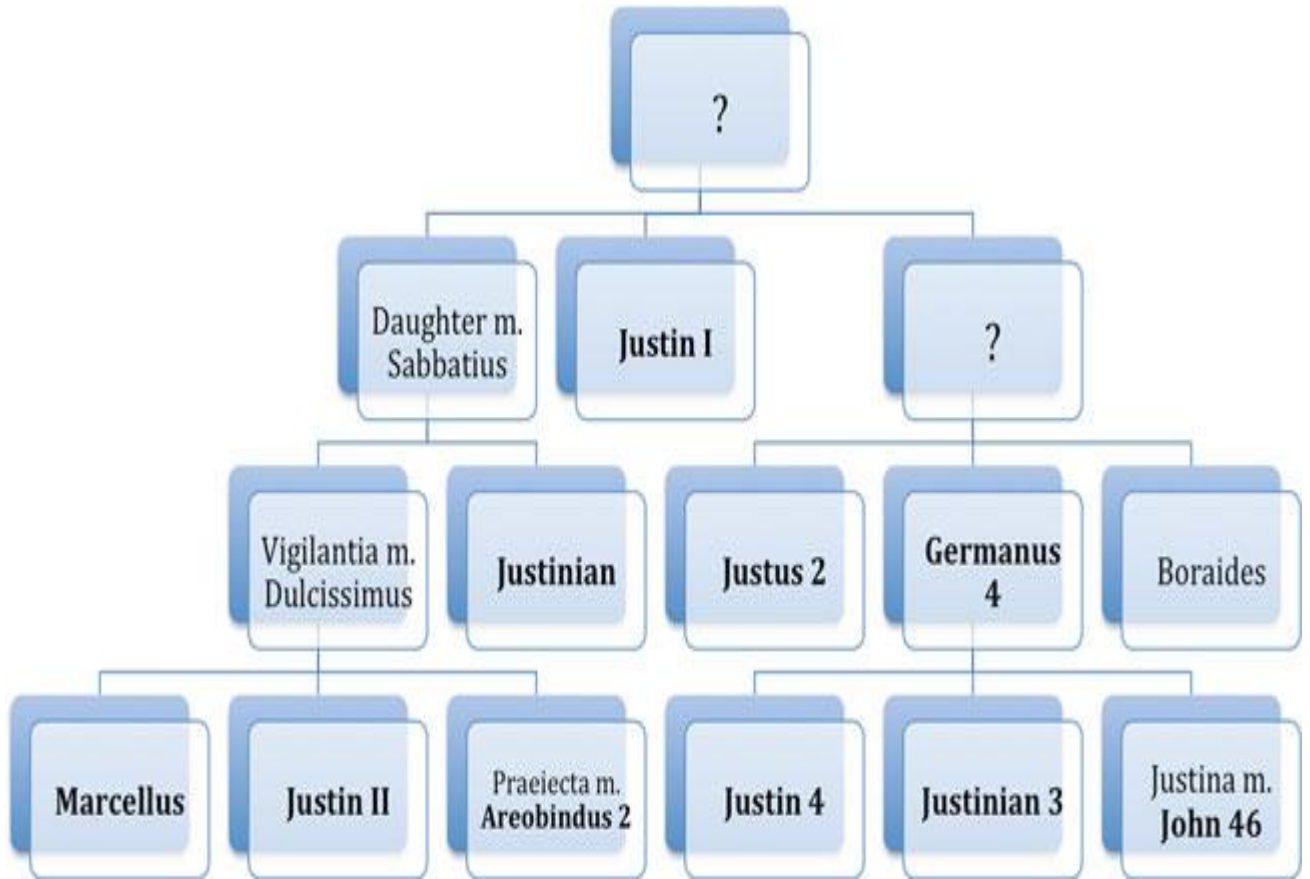 ?
Daughter m.
Sabbatius
Justin I
?
Vigilantia m.
Dulcissimus
Justinian
Justus 2
Germanus
4
Boraides
Marcellus
Justin II
Praeiecta m.
Areobindus 2
Justin 4
Justinian 3
Justina m.
John 46